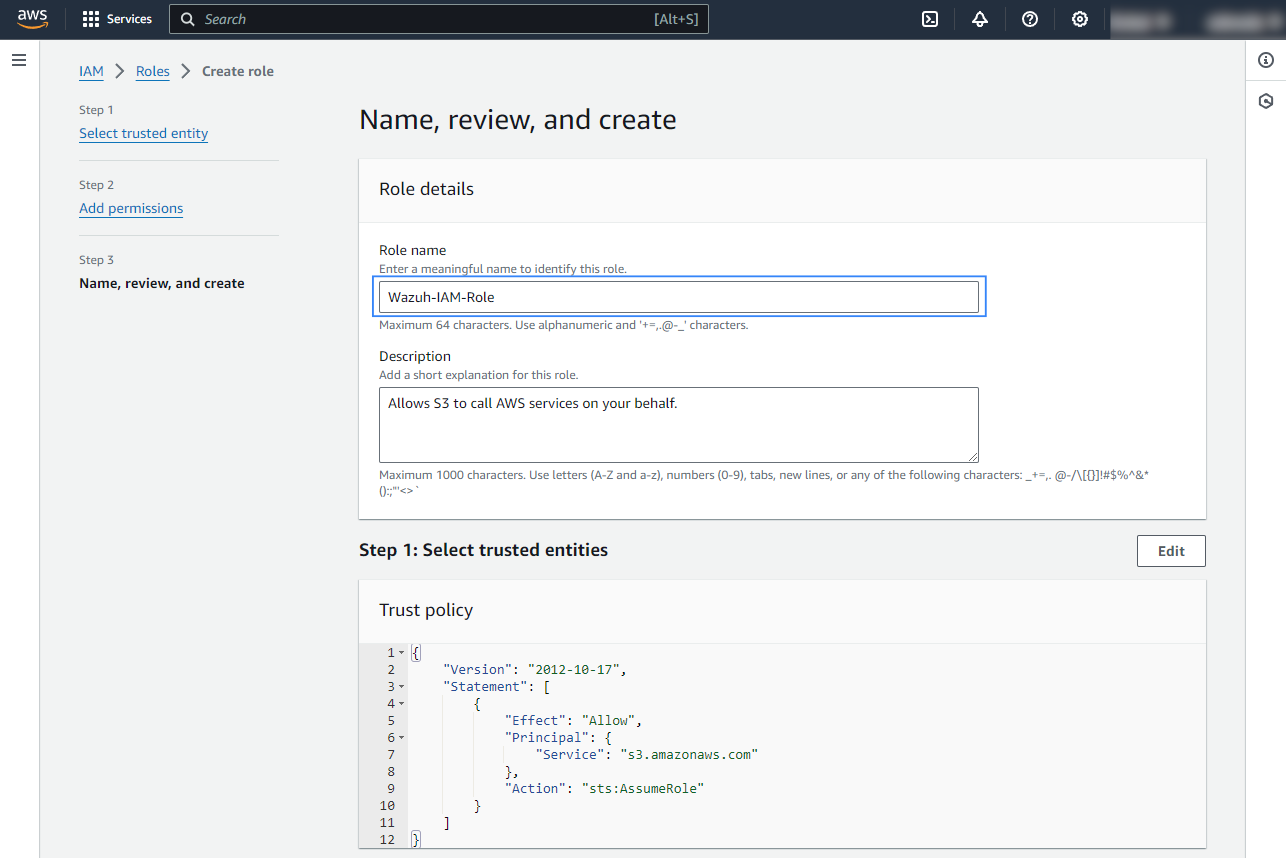 aws
Services
Search [Alt+S]
IAM > Roles > Create role
Step 1
Select trusted entity
Step 2
Add permissions
Step 3
Name, review, and create
Name, review, and create
Role details
Role name
Enter a meaningful name to identify this role.
Wazuh-IAM-Role
Maximum 64 characters. Use alphanumeric and '+=,.@-_' characters.
Description
Add a short explanation for this role.
Allows S3 to call AWS services on your behalf.
Maximum 1000 characters. Use letters (A-Z and a-z), numbers (0-9), tabs, new lines, or any of the following characters: _+=,. @-/\[{}]!#$%^&*
();:"'<>`
Step 1: Select trusted entities
Edit
Trust policy
1 {
2     "Version": "2012-10-17",
3     "Statement": [
4         {
5             "Effect": "Allow",
6             "Principal": {
7                 "Service": "s3.amazonaws.com"
8             },
9             "Action": "sts:AssumeRole"
10         }
11     ]
12 }